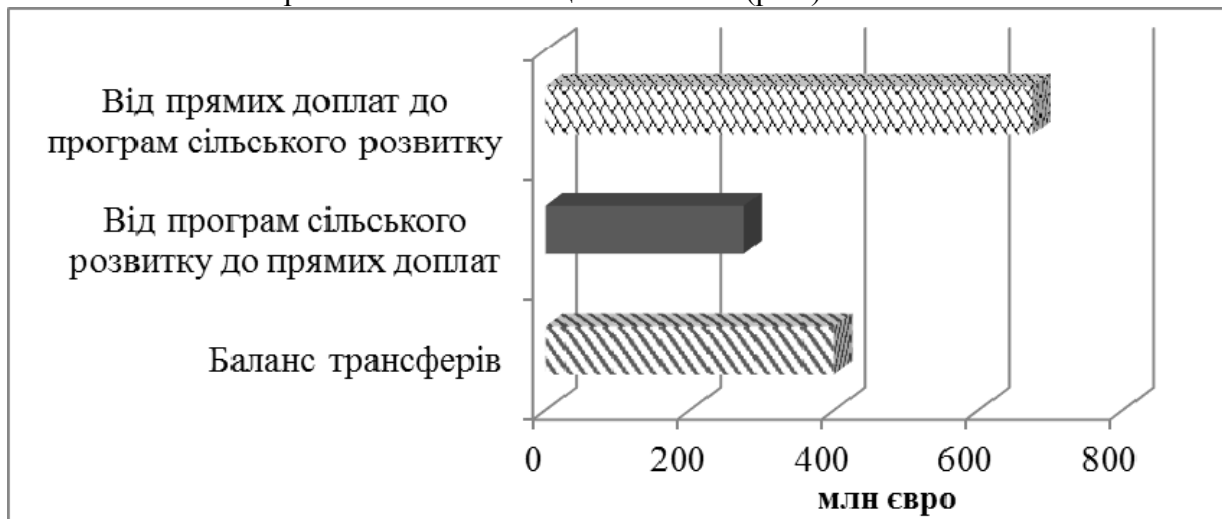 Від прямих доплат до
програм сільського розвитку
Від програм сільського
розвитку до прямих доплат
Баланс трансферів
0 200 400 600 800
млн євро